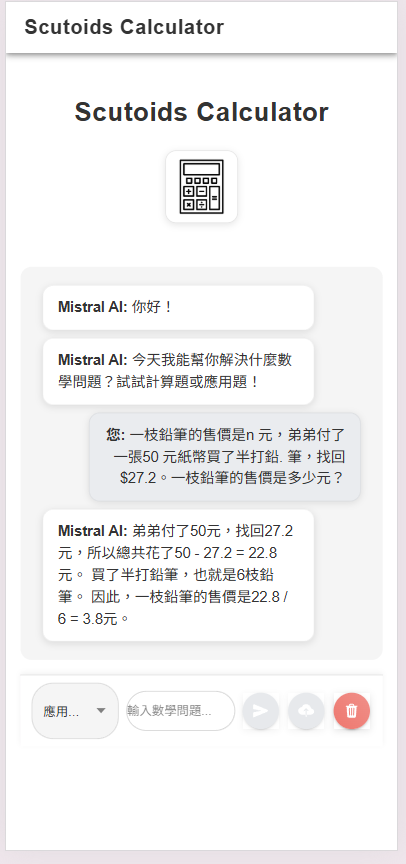 Scutoids Calculator
Scutoids Calculator
Mistral AI: 你好！
Mistral AI: 今天我能幫你解決什麼數
學問題？試試計算題或應用題！
您: 一枝鉛筆的售價是n 元，弟弟付了
一張50 元紙幣買了半打鉛. 筆，找回
$27.2。一枝鉛筆的售價是多少元？
Mistral AI: 弟弟付了50元，找回27.2
元，所以總共花了50 - 27.2 = 22.8
元。 買了半打鉛筆，也就是6枝鉛
筆。 因此，一枝鉛筆的售價是22.8 /
6 = 3.8元。
應用...
輸入數學問題...